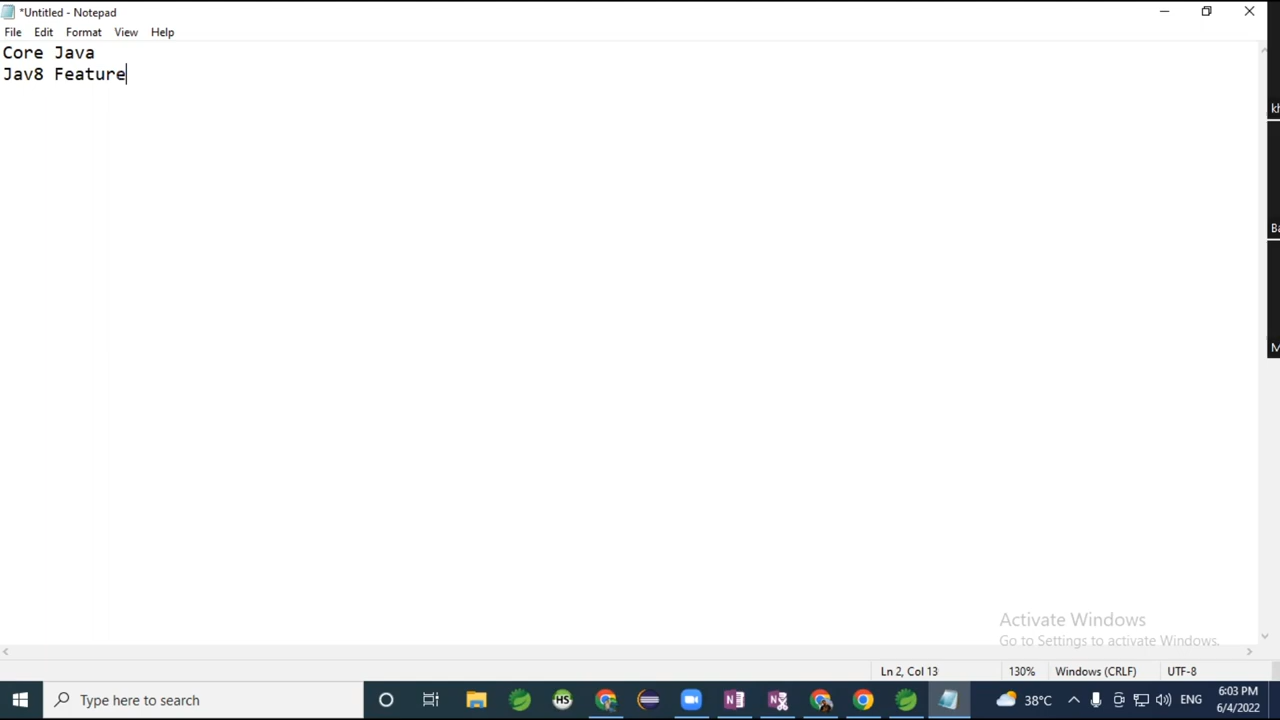 *Untitled - Notepad
File Edit Format View Help
Core Java
Jav8 Feature
Activate Windows
Go to Settings to activate Windows.
Ln 2, Col 13 130% Windows (CRLF) UTF-8
Type here to search
HS
38°C ENG 6:03 PM
6/4/2022